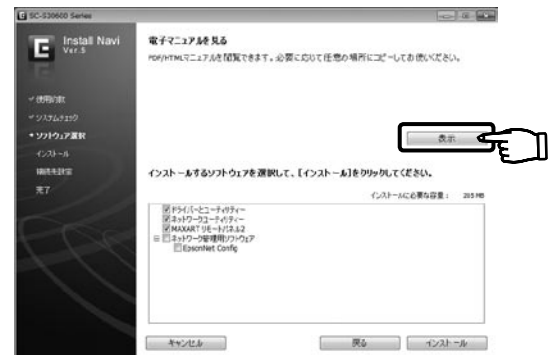 SC-S30600 Series
Install Navi
Ver.5
使用許諾
システムチェック
ソフトウェア選択
インストール
接続先設定
完了
電子マニュアルを見る
PDF/HTMLマニュアルを閲覧できます。必要に応じて任意の場所にコピーしてお使いください。
表示
インストールするソフトウェアを選択して、[インストール]をクリックしてください。
インストールに必要な容量: 205 MB
ドライバーとユーティリティー
ネットワークユーティリティー
MAXART リモートパネル2
ネットワーク管理用ソフトウェア
EpsonNet Config
キャンセル
戻る
インストール